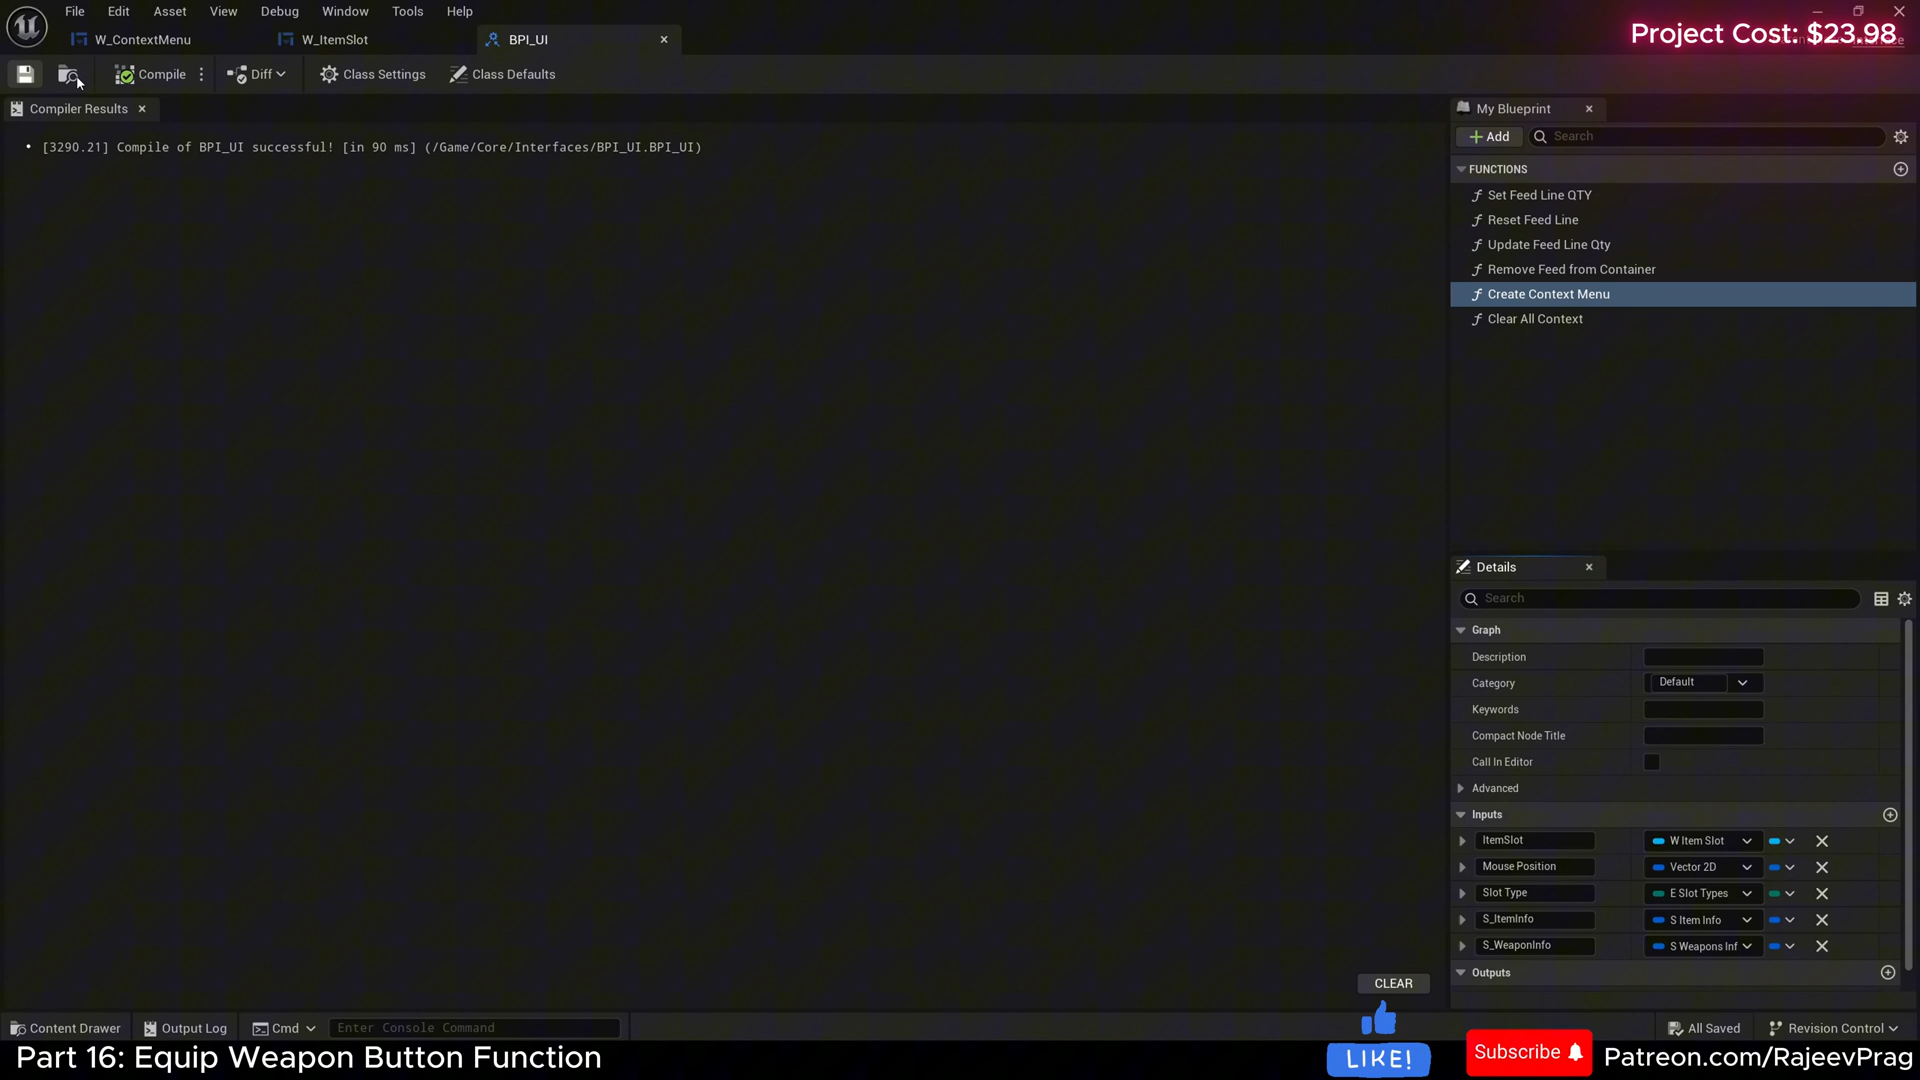 File Edit View Asset Debug Window Tools Help
Project Cost: $23.98
W_ContextMenu W_ItemSlot BPI_UI
Compile Diff Class Settings Class Defaults
Compiler Results
My Blueprint
• [3290.21] Compile of BPI_UI successful! [in 90 ms] (/Game/Core/Interfaces/BPI_UI.BPI_UI)
Add Search
FUNCTIONS
Set Feed Line QTY
Reset Feed Line
Update Feed Line Qty
Remove Feed from Container
Create Context Menu
Clear All Context
Details
Search
Graph
Description
Category Default
Keywords
Compact Node Title
Call In Editor
Advanced
Inputs
ItemSlot W Item Slot
Mouse Position Vector 2D
Slot Type E Slot Types
S_ItemInfo S Item Info
S_WeaponInfo S Weapons Inf
Outputs
CLEAR
Content Drawer Output Log Cmd Enter Console Command
All Saved Revision Control
Part 16: Equip Weapon Button Function
LIKE!
Subscribe
Patreon.com/RajeevPrag